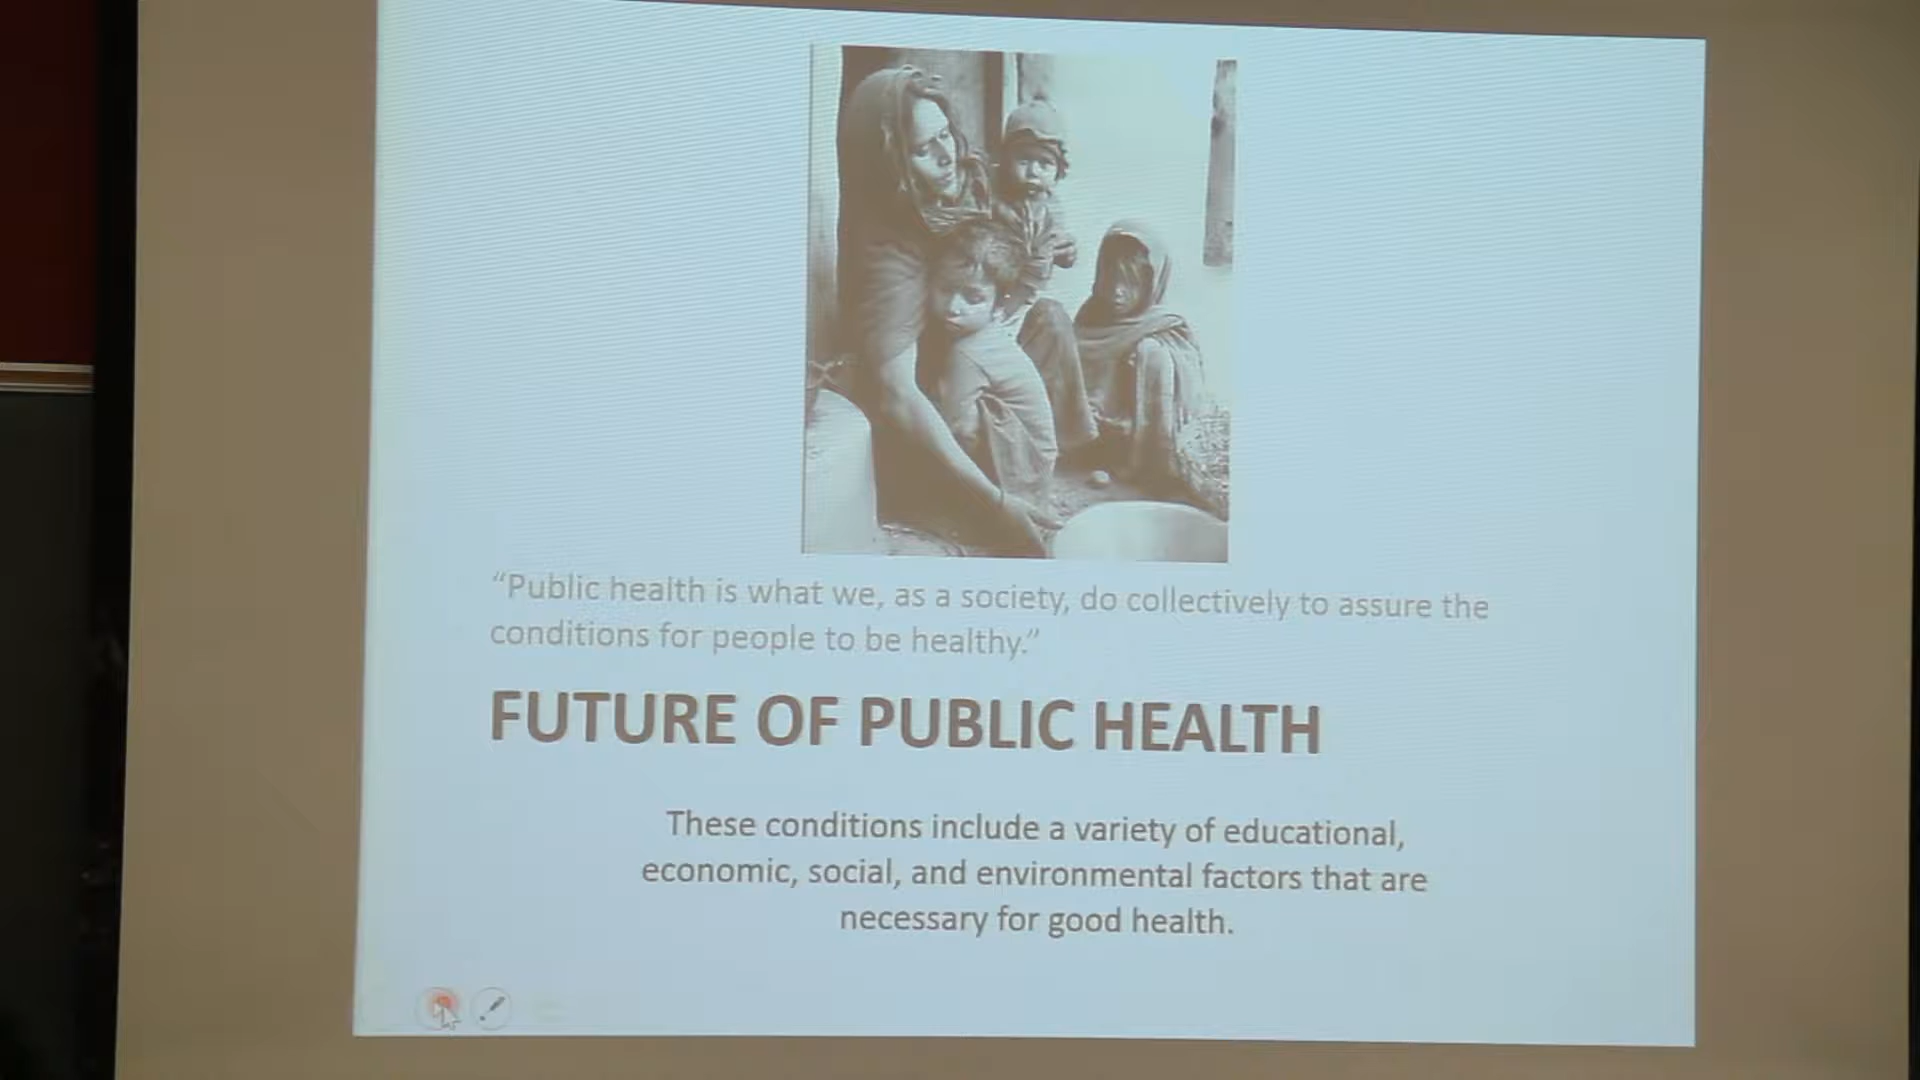 “Public health is what we, as a society, do collectively to assure the
conditions for people to be healthy.”
FUTURE OF PUBLIC HEALTH
These conditions include a variety of educational,
economic, social, and environmental factors that are
necessary for good health.